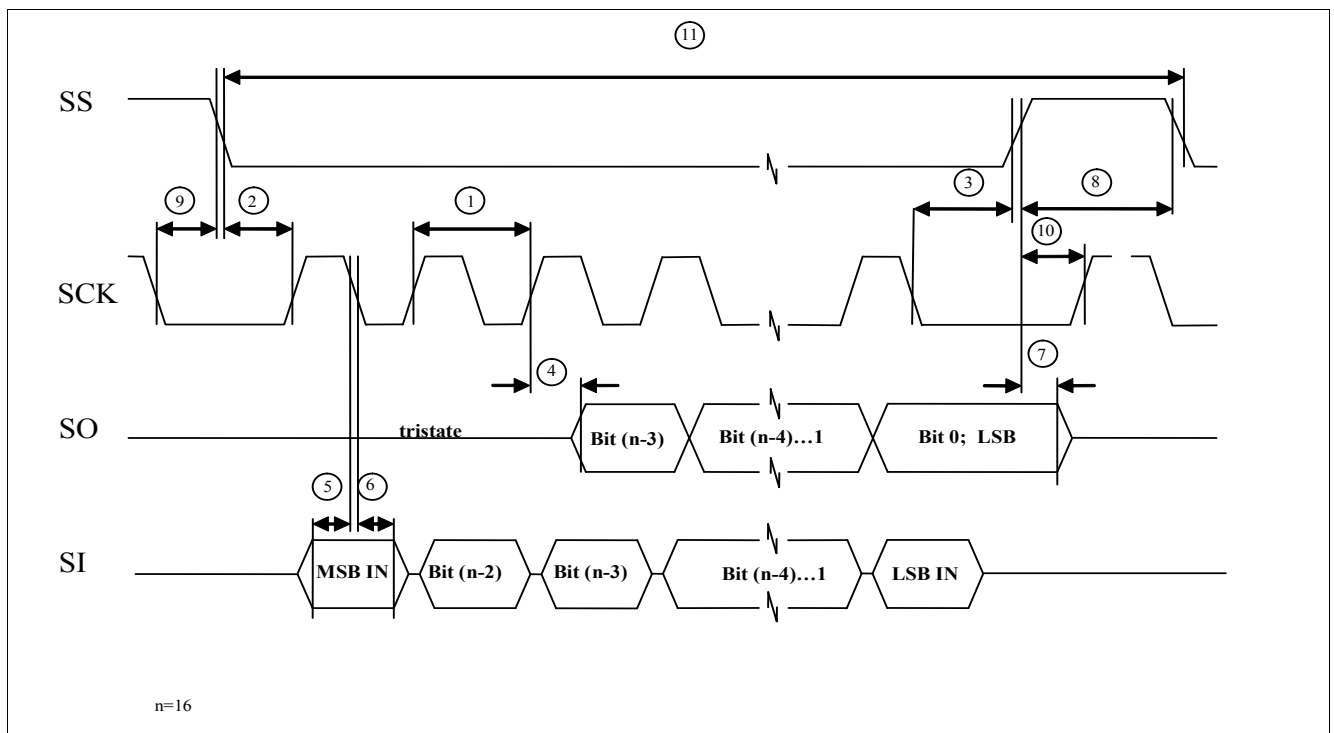 11
SS
3 8
9 2 1
10
SCK
4 7
SO tristate Bit (n-3) Bit (n-4)…1 Bit 0; LSB
5 6
SI MSB IN Bit (n-2) Bit (n-3) Bit (n-4)…1 LSB IN
n=16